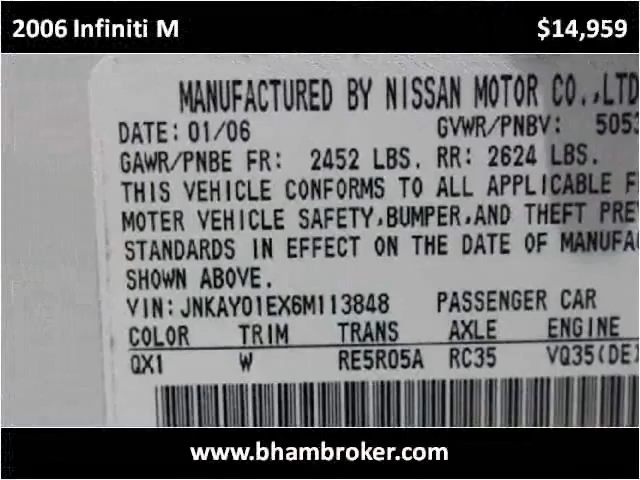 2006 Infiniti M $14,959
MANUFACTURED BY NISSAN MOTOR CO.,LTD
DATE: 01/06 GVWR/PNBV: 5053
GAWR/PNBE FR: 2452 LBS. RR: 2624 LBS.
THIS VEHICLE CONFORMS TO ALL APPLICABLE F
MOTER VEHICLE SAFETY,BUMPER,AND THEFT PRE
STANDARDS IN EFFECT ON THE DATE OF MANUFA
SHOWN ABOVE.
VIN:JNKAY01EX6M113848 PASSENGER CAR
COLOR TRIM TRANS AXLE ENGINE
QX1 W RE5R05A RC35 VQ35(DE)
www.bhambroker.com